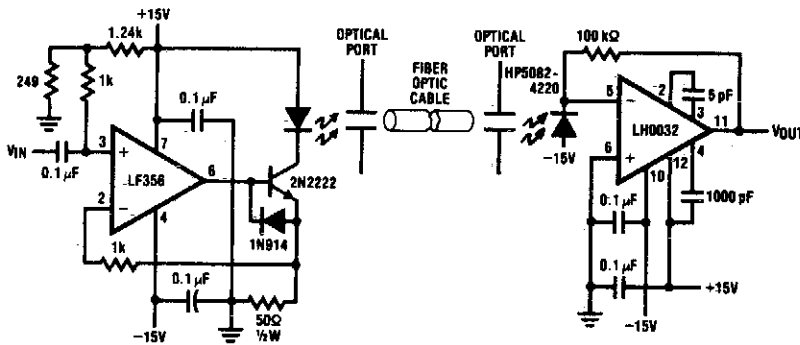 +15V
1.24k
249
1k
0.1 µF
VIN
0.1 µF
3
+
7
LF356
6
2
−
4
1k
0.1 µF
−15V
2N2222
1N914
50Ω
½W
OPTICAL
PORT
FIBER
OPTIC
CABLE
OPTICAL
PORT
HP5082-
4220
−15V
100 kΩ
5
−
2
5 pF
3
11
VOUT
LH0032
6
+
10
12
4
1000 pF
0.1 µF
0.1 µF
+15V
−15V